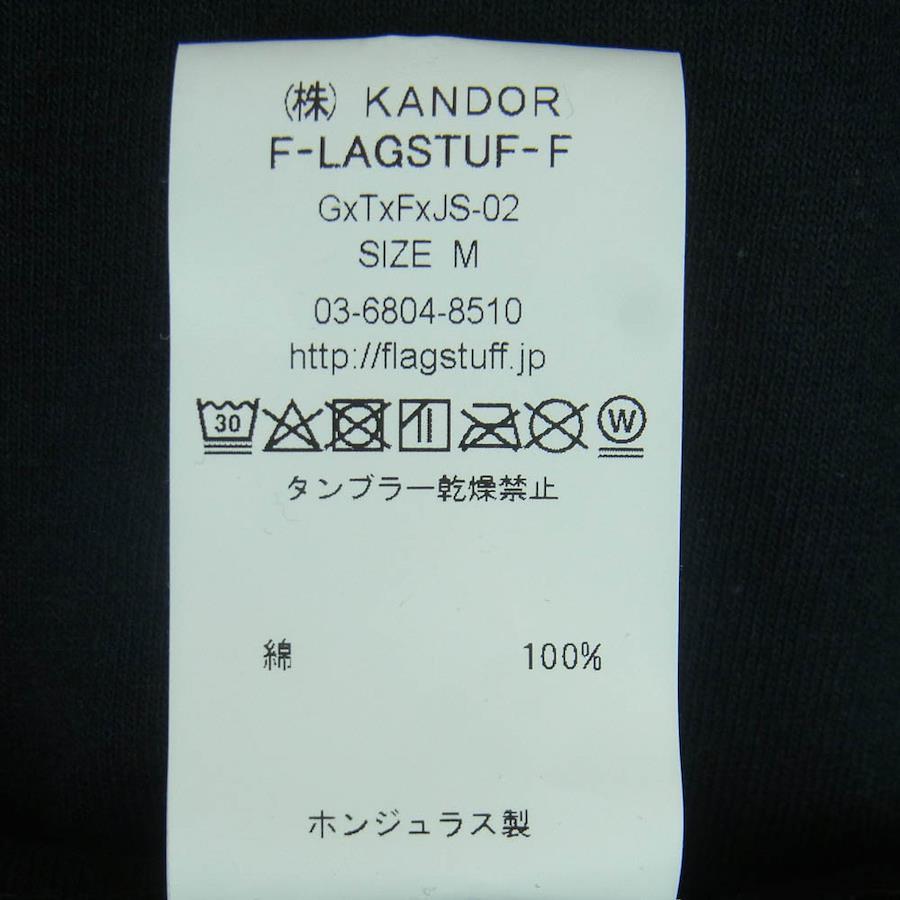 (株) KANDOR
F-LAGSTUF-F
GxTxFxJS-02
SIZE M
03-6804-8510
http://flagstuff.jp
30 W
タンブラー乾燥禁止
綿 100%
ホンジュラス製